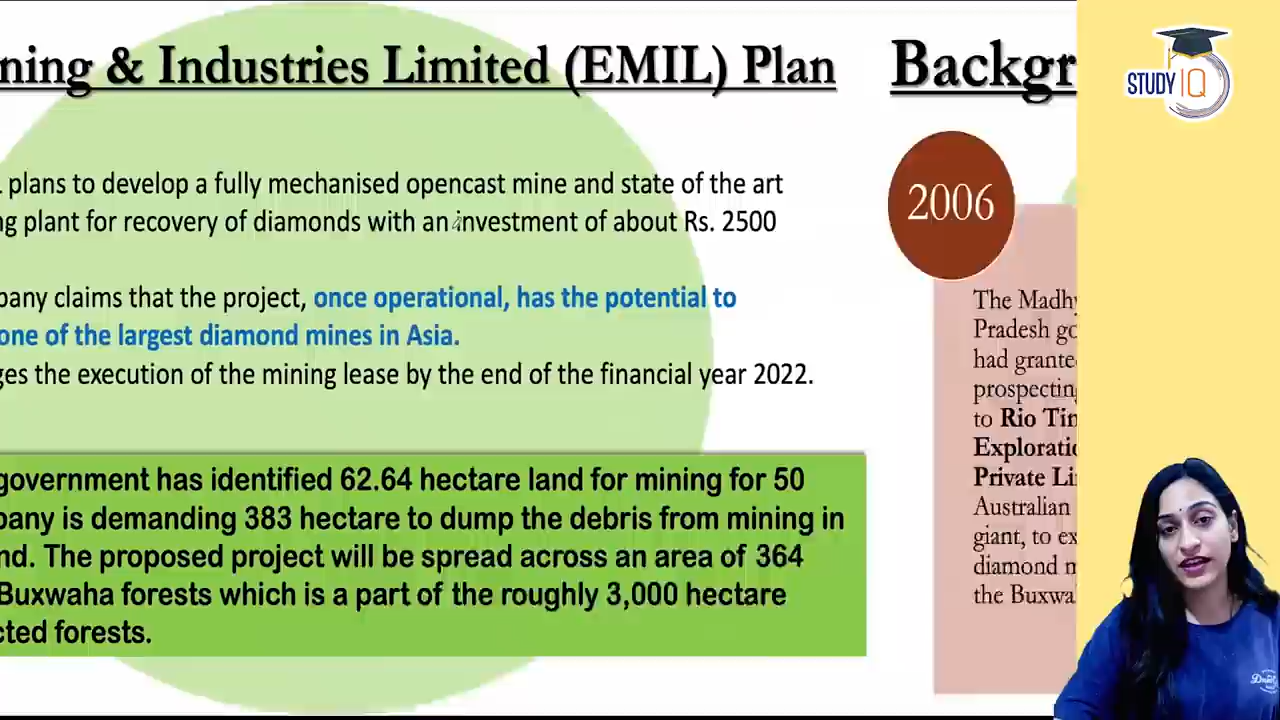 ning & Industries Limited (EMIL) Plan
plans to develop a fully mechanised opencast mine and state of the art
ng plant for recovery of diamonds with an investment of about Rs. 2500
pany claims that the project, once operational, has the potential to
one of the largest diamond mines in Asia.
ges the execution of the mining lease by the end of the financial year 2022.
government has identified 62.64 hectare land for mining for 50
pany is demanding 383 hectare to dump the debris from mining in
nd. The proposed project will be spread across an area of 364
Buxwaha forests which is a part of the roughly 3,000 hectare
cted forests.
Backgr
2006
The Madhy
Pradesh go
had grante
prospecting
to Rio Tin
Exploratio
Private Li
Australian
giant, to ex
diamond m
the Buxwa
STUDY IQ